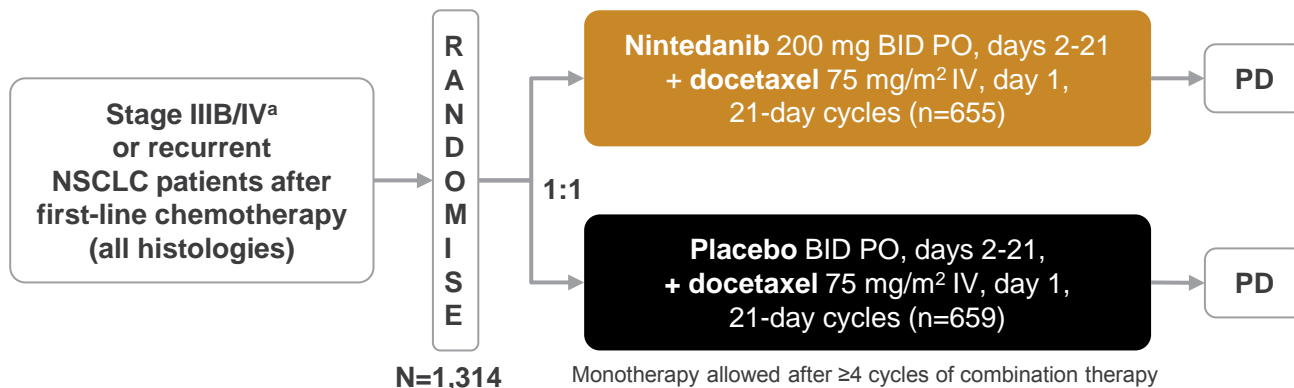 Stage IIIB/IVᵃ
or recurrent
NSCLC patients after
first-line chemotherapy
(all histologies)
RANDOMISE
N=1,314
1:1
Nintedanib 200 mg BID PO, days 2-21
+ docetaxel 75 mg/m² IV, day 1,
21-day cycles (n=655)
PD
Placebo BID PO, days 2-21,
+ docetaxel 75 mg/m² IV, day 1,
21-day cycles (n=659)
PD
Monotherapy allowed after ≥4 cycles of combination therapy